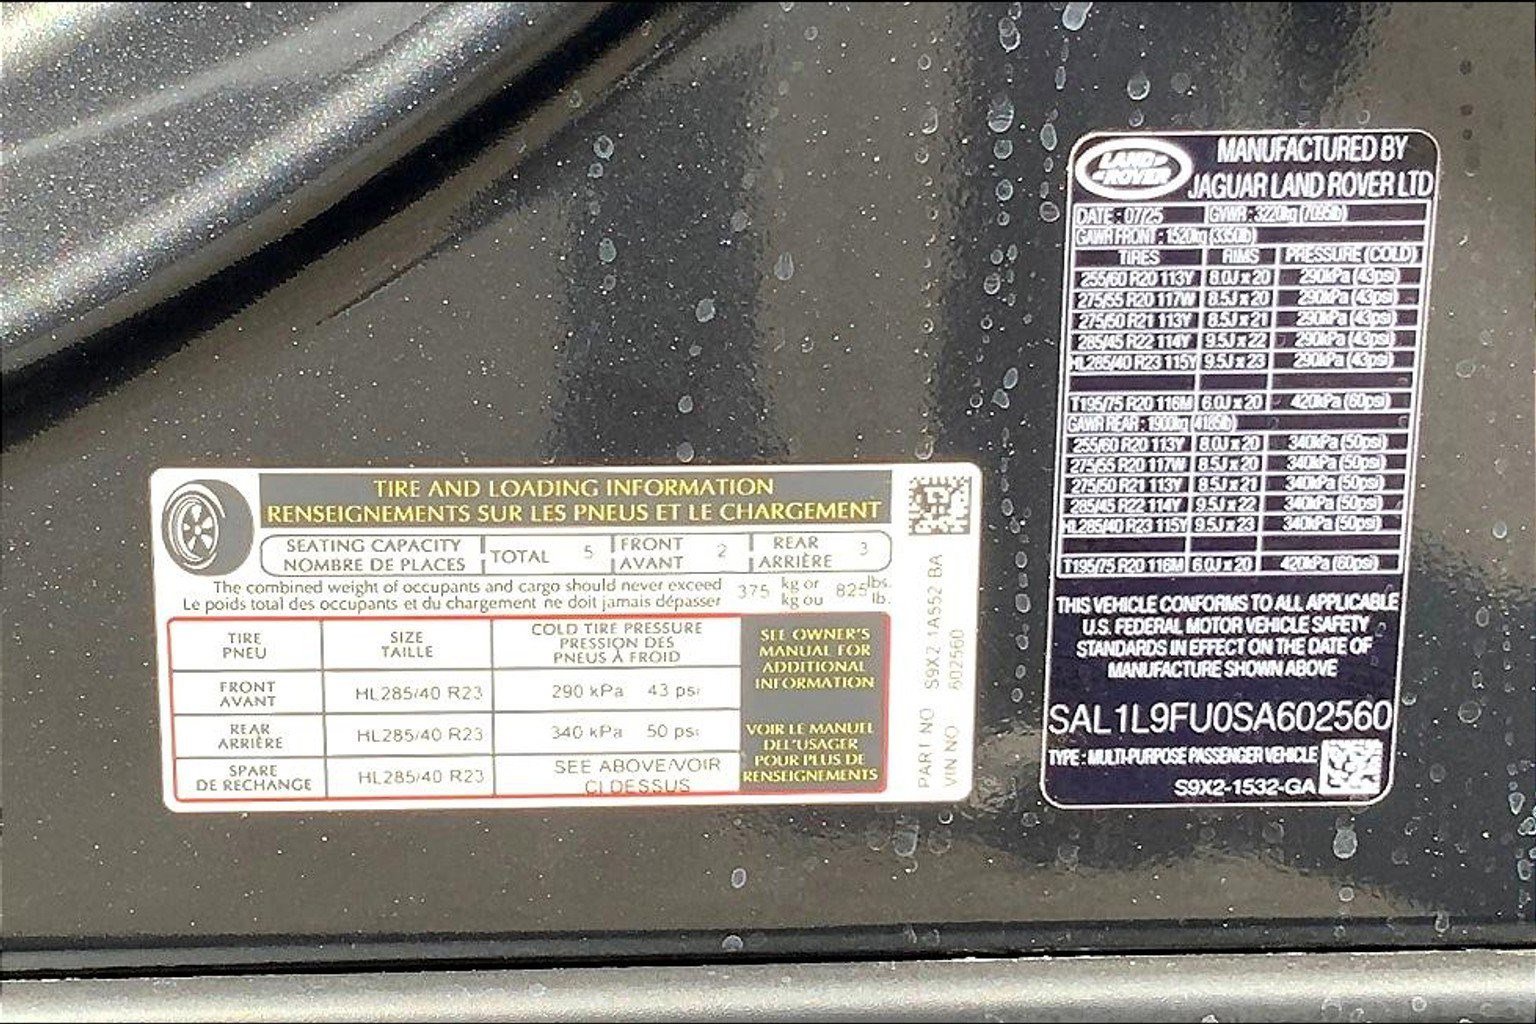 TIRE AND LOADING INFORMATION
RENSEIGNEMENTS SUR LES PNEUS ET LE CHARGEMENT
SEATING CAPACITY
NOMBRE DE PLACES
TOTAL 5
FRONT
AVANT
2
REAR
ARRIÈRE
3
The combined weight of occupants and cargo should never exceed 375 kg or 825 lbs.
Le poids total des occupants et du chargement ne doit jamais dépasser kg ou lb.
TIRE
PNEU
SIZE
TAILLE
COLD TIRE PRESSURE
PRESSION DES
PNEUS À FROID
FRONT
AVANT
HL285/40 R23
290 kPa 43 psi
REAR
ARRIÈRE
HL285/40 R23
340 kPa 50 psi
SPARE
DE RECHANGE
HL285/40 R23
SEE ABOVE/VOIR
CI DESSUS
SEE OWNER'S
MANUAL FOR
ADDITIONAL
INFORMATION
VOIR LE MANUEL
DE L'USAGER
POUR PLUS DE
RENSEIGNEMENTS
PART NO S9X2 1A552 BA
VIN NO 602560
LAND
ROVER
MANUFACTURED BY
JAGUAR LAND ROVER LTD
DATE : 07/25 GVWR : 3220kg (7095lb)
GAWR FRONT : 1520kg (3350lb)
TIRES RIMS PRESSURE (COLD)
255/60 R20 113Y 8.0J x 20 290kPa (43psi)
275/55 R20 117W 8.5J x 20 290kPa (43psi)
275/50 R21 113Y 8.5J x 21 290kPa (43psi)
285/45 R22 114Y 9.5J x 22 290kPa (43psi)
HL285/40 R23 115Y 9.5J x 23 290kPa (43psi)
T195/75 R20 116M 6.0J x 20 420kPa (60psi)
GAWR REAR : 1900kg (4185lb)
255/60 R20 113Y 8.0J x 20 340kPa (50psi)
275/55 R20 117W 8.5J x 20 340kPa (50psi)
275/50 R21 113Y 8.5J x 21 340kPa (50psi)
285/45 R22 114Y 9.5J x 22 340kPa (50psi)
HL285/40 R23 115Y 9.5J x 23 340kPa (50psi)
T195/75 R20 116M 6.0J x 20 420kPa (60psi)
THIS VEHICLE CONFORMS TO ALL APPLICABLE
U.S. FEDERAL MOTOR VEHICLE SAFETY
STANDARDS IN EFFECT ON THE DATE OF
MANUFACTURE SHOWN ABOVE
SAL1L9FU0SA602560
TYPE : MULTI-PURPOSE PASSENGER VEHICLE
S9X2-1532-GA